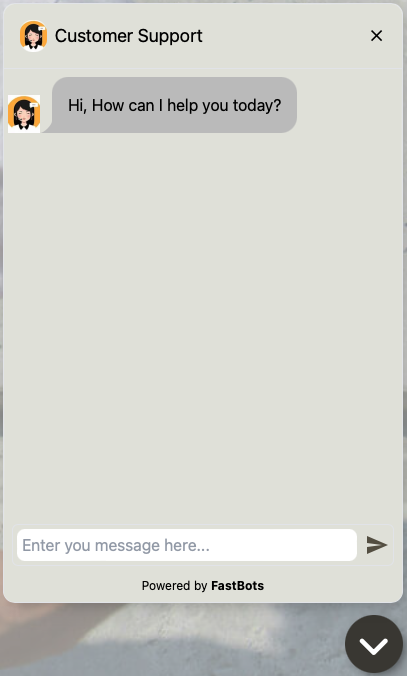 Customer Support
Hi, How can I help you today?
Enter you message here...
Powered by FastBots